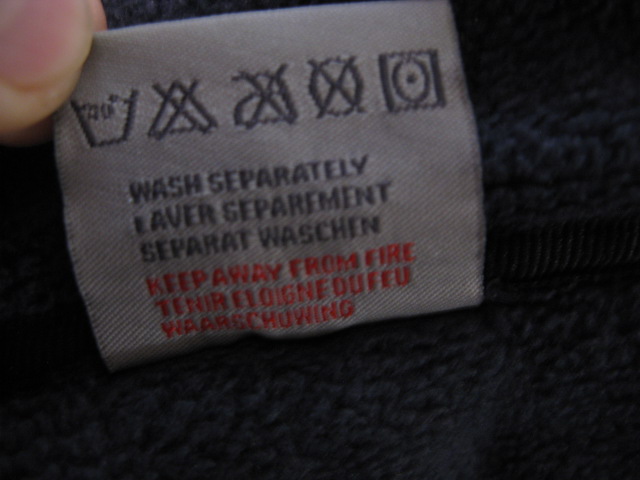 40°
WASH SEPARATELY
LAVER SEPAREMENT
SEPARAT WASCHEN
KEEP AWAY FROM FIRE
TENIR ELOIGNE DU FEU
WAARSCHUWING